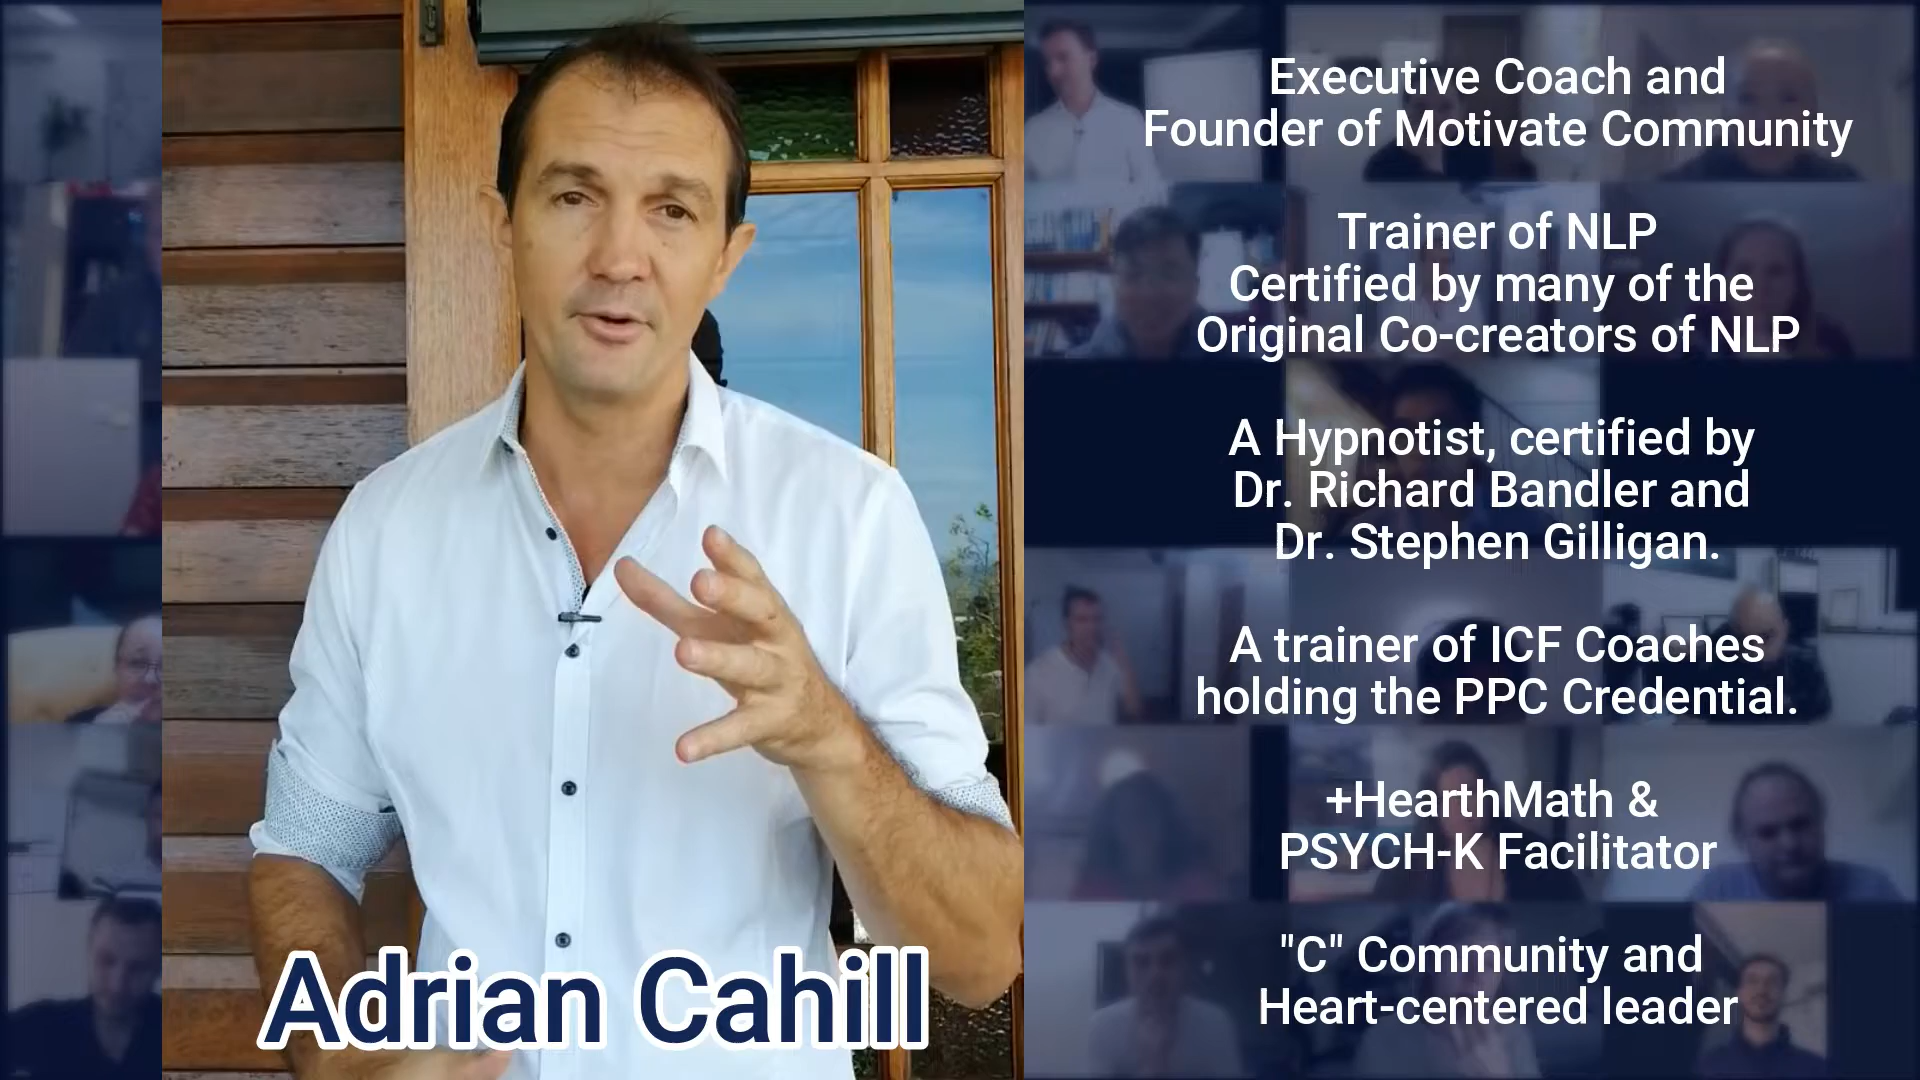 Executive Coach and
Founder of Motivate Community
Trainer of NLP
Certified by many of the
Original Co-creators of NLP
A Hypnotist, certified by
Dr. Richard Bandler and
Dr. Stephen Gilligan.
A trainer of ICF Coaches
holding the PPC Credential.
+HearthMath &
PSYCH-K Facilitator
"C" Community and
Heart-centered leader
Adrian Cahill